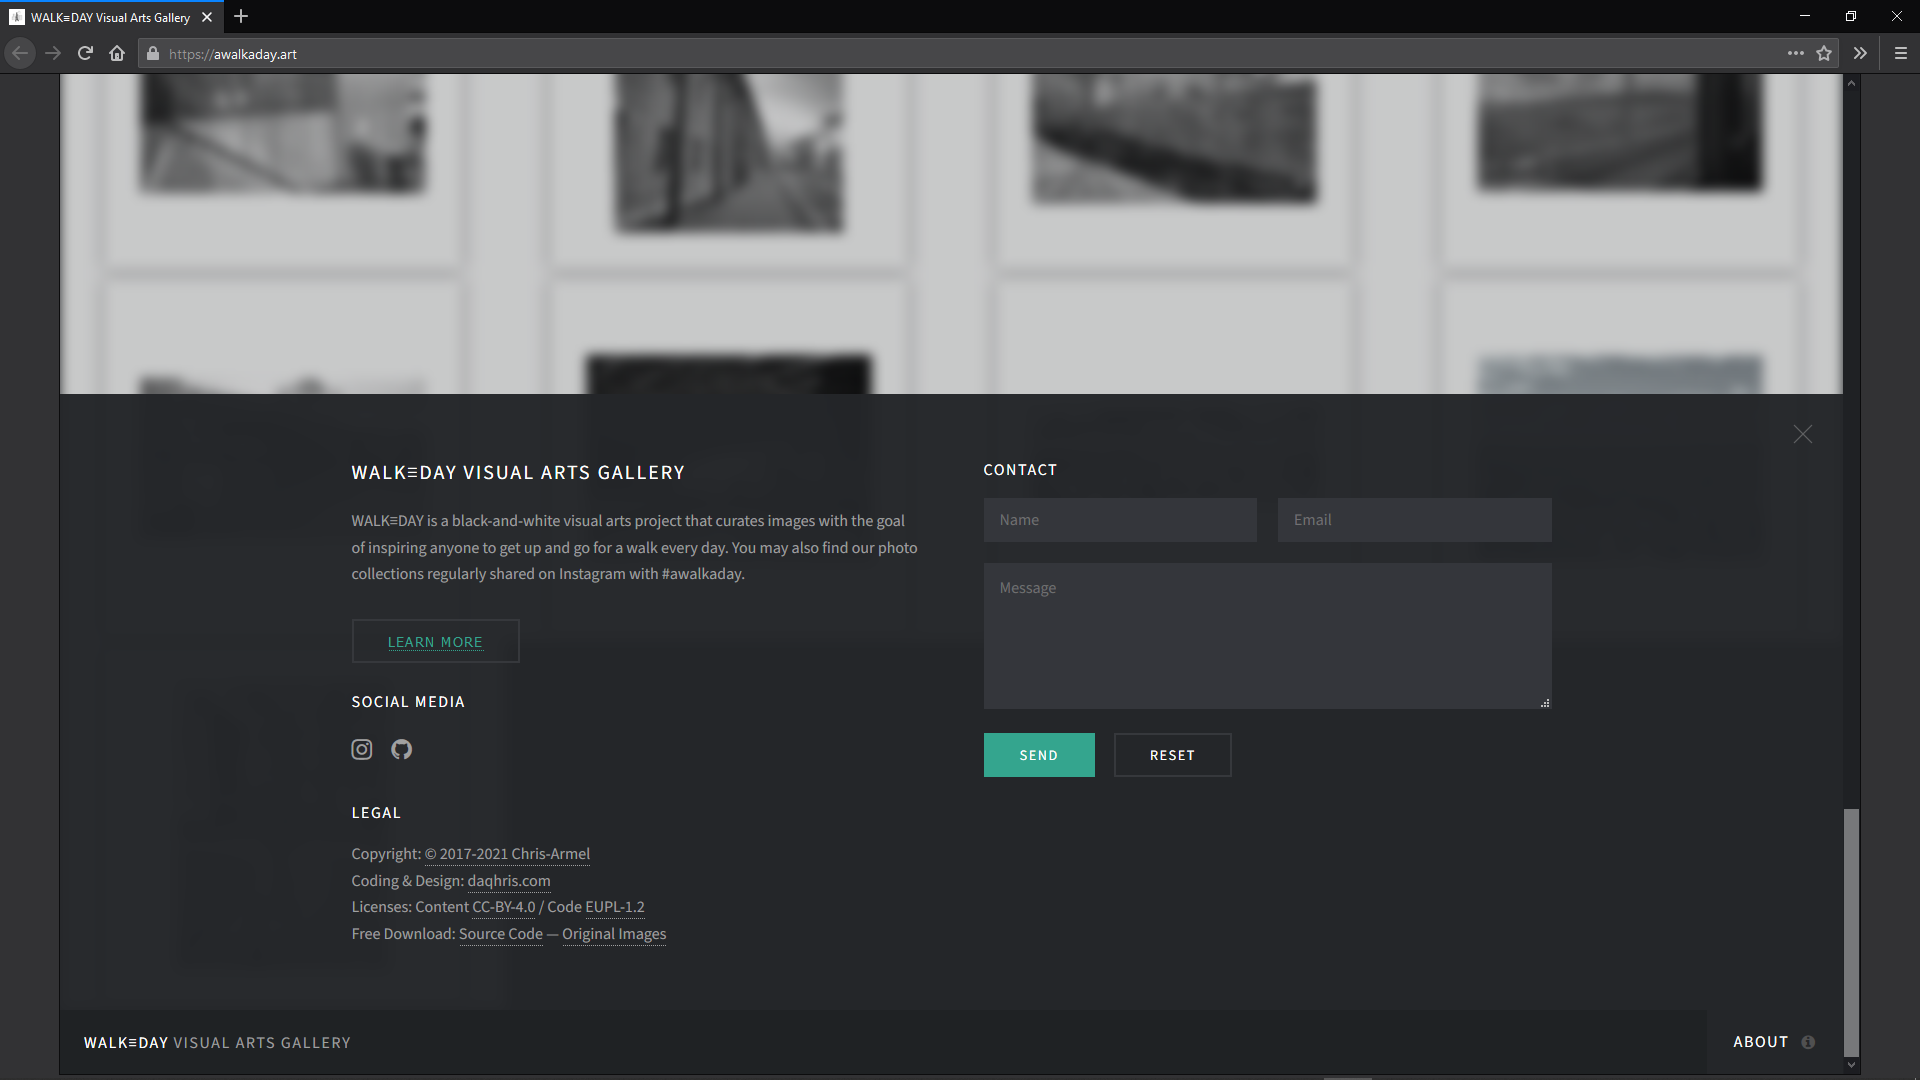 WALK≡DAY Visual Arts Gallery
https://awalkaday.art
WALK≡DAY VISUAL ARTS GALLERY
WALK≡DAY is a black-and-white visual arts project that curates images with the goal
of inspiring anyone to get up and go for a walk every day. You may also find our photo
collections regularly shared on Instagram with #awalkaday.
LEARN MORE
SOCIAL MEDIA
LEGAL
Copyright: © 2017-2021 Chris-Armel
Coding & Design: daqhris.com
Licenses: Content CC-BY-4.0 / Code EUPL-1.2
Free Download: Source Code — Original Images
CONTACT
Name
Email
Message
SEND
RESET
WALK≡DAY VISUAL ARTS GALLERY
ABOUT